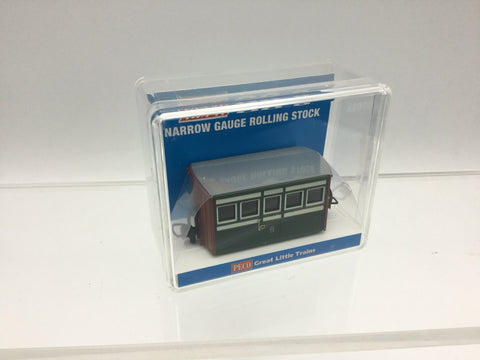 NARROW GAUGE ROLLING STOCK
PECO Great Little Trains